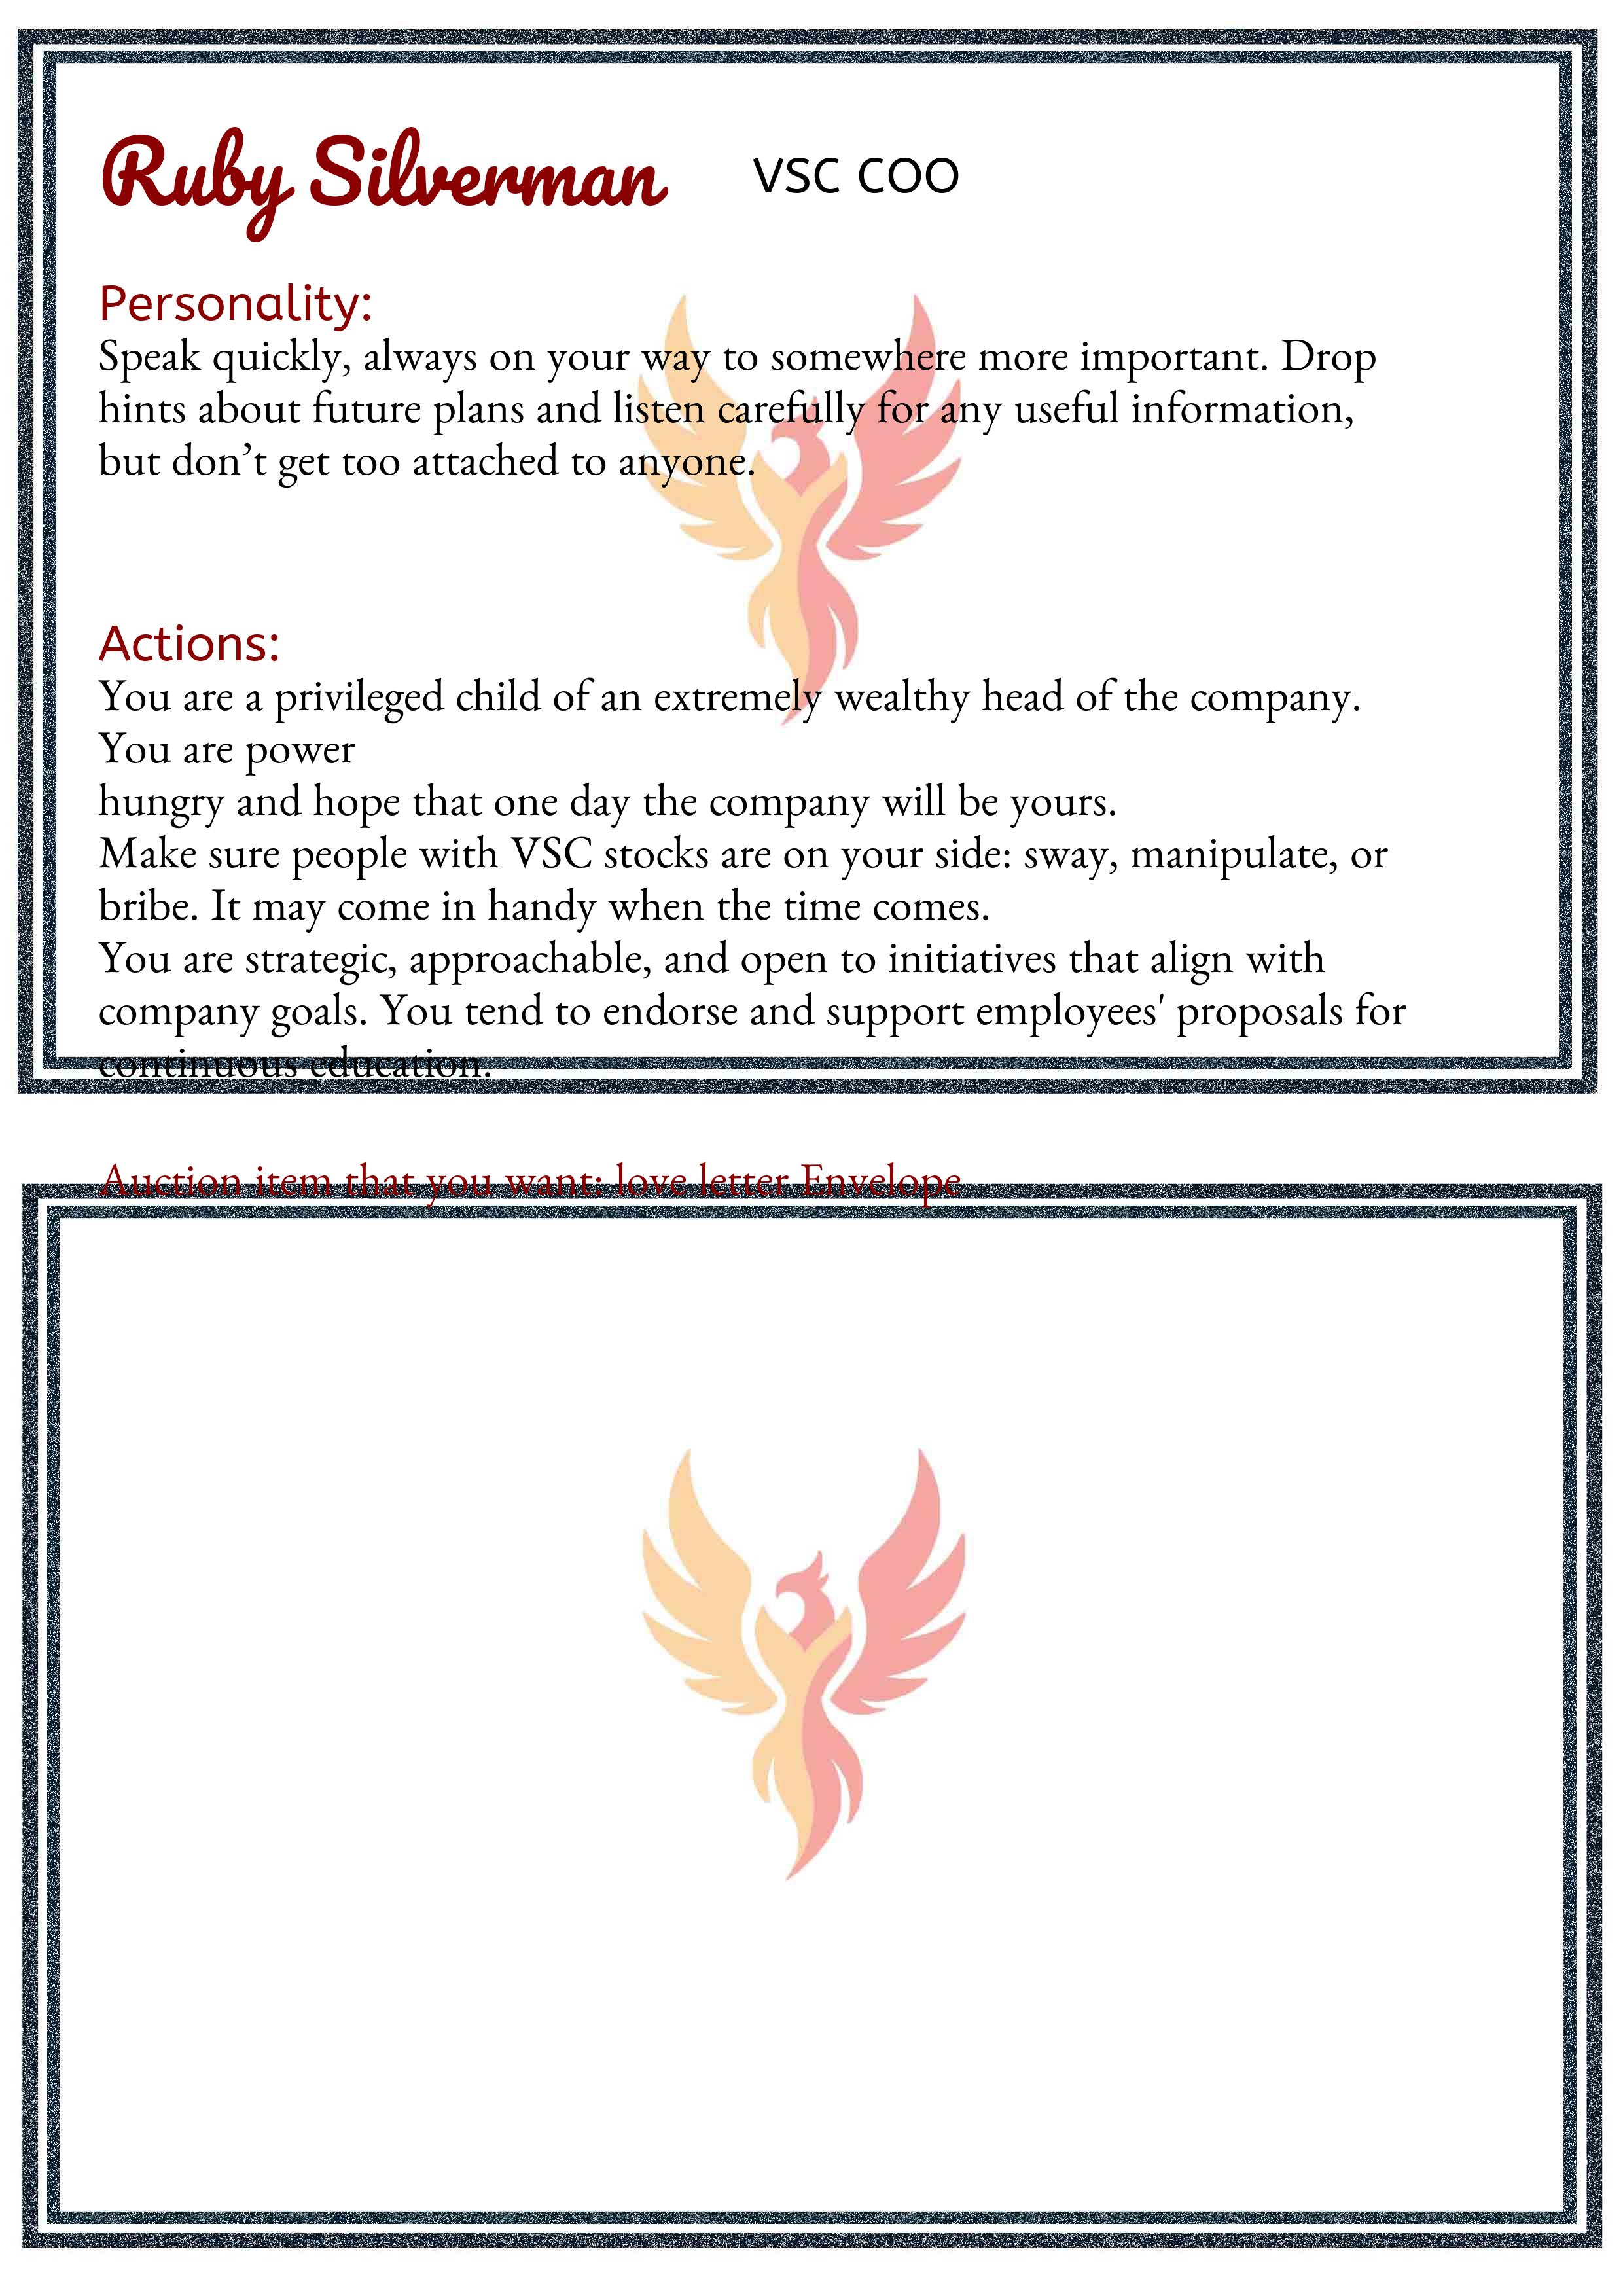 Ruby Silverman VSC COO
Personality:
Speak quickly, always on your way to somewhere more important. Drop
hints about future plans and listen carefully for any useful information,
but don’t get too attached to anyone.
Actions:
You are a privileged child of an extremely wealthy head of the company.
You are power
hungry and hope that one day the company will be yours.
Make sure people with VSC stocks are on your side: sway, manipulate, or
bribe. It may come in handy when the time comes.
You are strategic, approachable, and open to initiatives that align with
company goals. You tend to endorse and support employees' proposals for
continuous education.
Auction item that you want: love letter Envelope